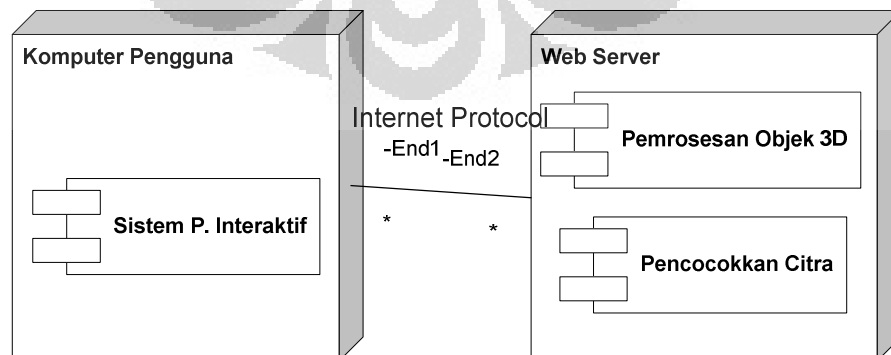 Komputer Pengguna
Sistem P. Interaktif
Internet Protocol
-End1
-End2
*
*
Web Server
Pemrosesan Objek 3D
Pencocokkan Citra